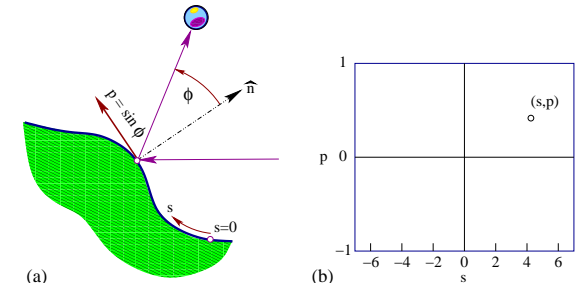 ϕ
n̂
p = sin ϕ
s
s=0
(a)
1
(s,p)
p 0
−1
−6 −4 −2 0 2 4 6
s
(b)